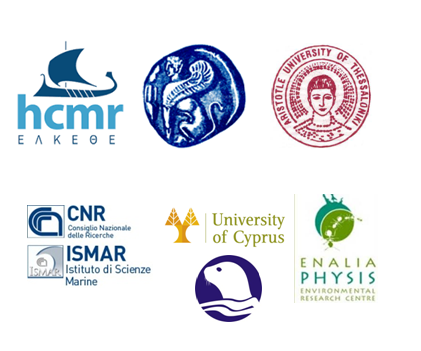 hcmr
ΕΛΚΕΘΕ
ARISTOTLE UNIVERSITY OF THESSALONIKI
CNR
Consiglio Nazionale
delle Ricerche
ISMAR
ISMAR
Istituto di Scienze
Marine
University
of Cyprus
ENALIA
PHYSIS
ENVIRONMENTAL
RESEARCH CENTRE